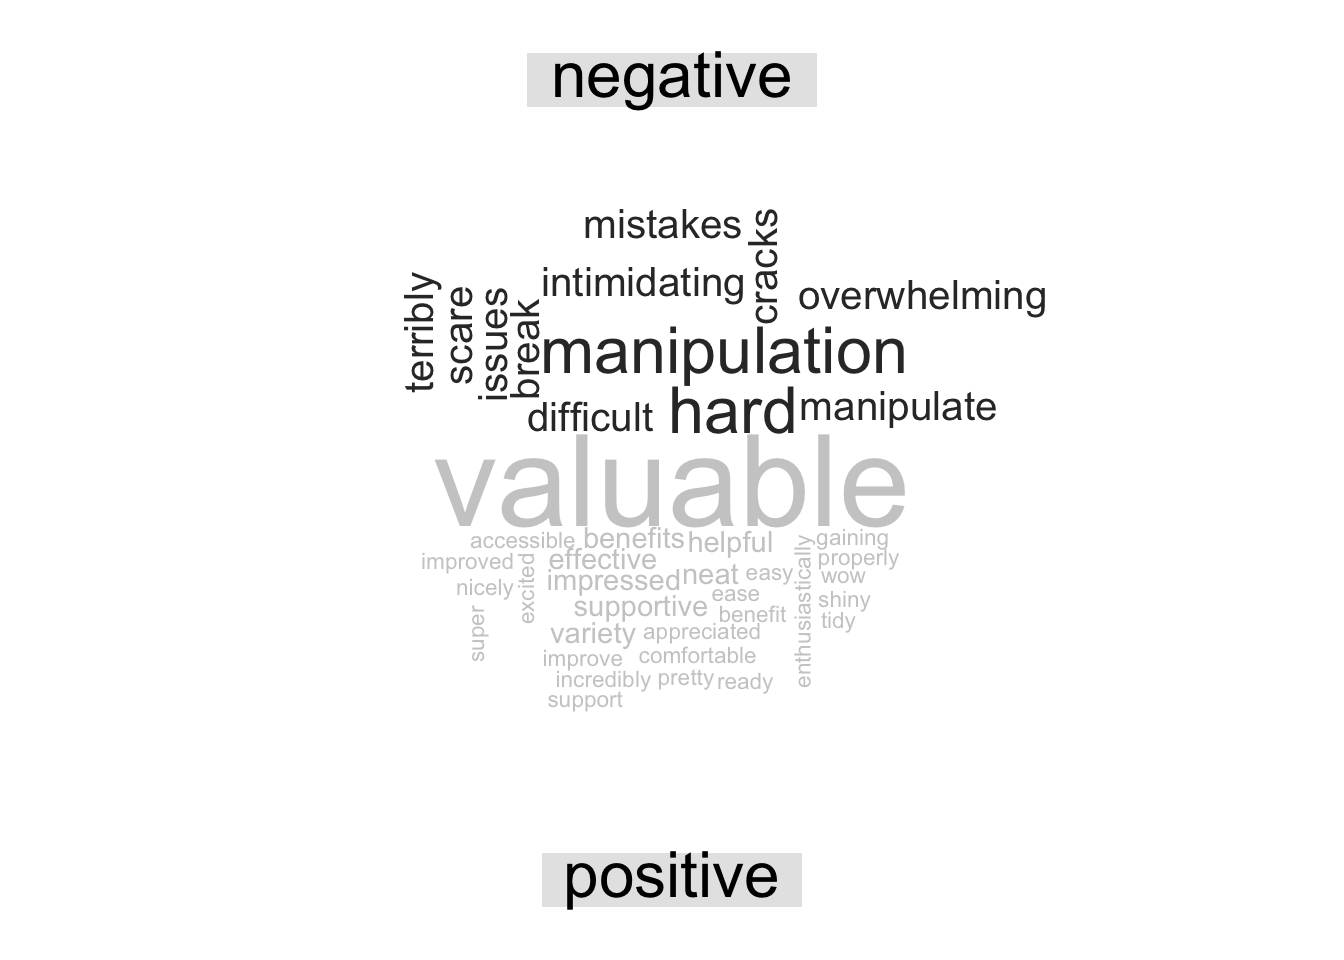 negative
mistakes
cracks
intimidating
overwhelming
terribly
scare
issues
break
manipulation
difficult
hard
manipulate
valuable
accessible
benefits
helpful
enthusiastically
gaining
improved
excited
effective
properly
nicely
impressed
neat
easy
wow
super
supportive
ease
benefit
shiny
tidy
variety
appreciated
improve
comfortable
incredibly
pretty
ready
support
positive